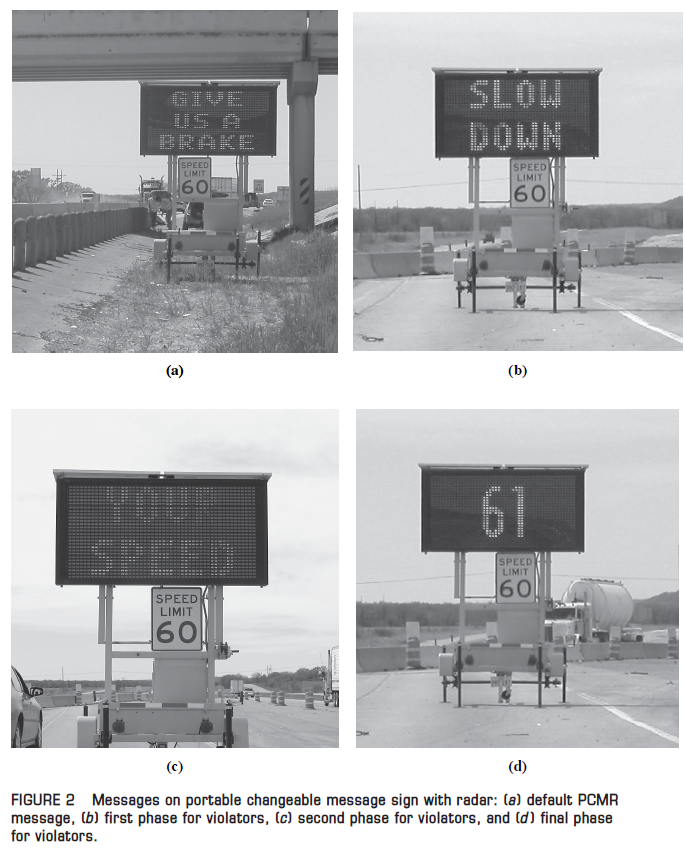 GIVE
US A
BRAKE
SPEED
LIMIT
60
(a)
SLOW
DOWN
SPEED
LIMIT
60
(b)
YOUR
SPEED
SPEED
LIMIT
60
(c)
61
SPEED
LIMIT
60
(d)
FIGURE 2 Messages on portable changeable message sign with radar: (a) default PCMR
message, (b) first phase for violators, (c) second phase for violators, and (d) final phase
for violators.